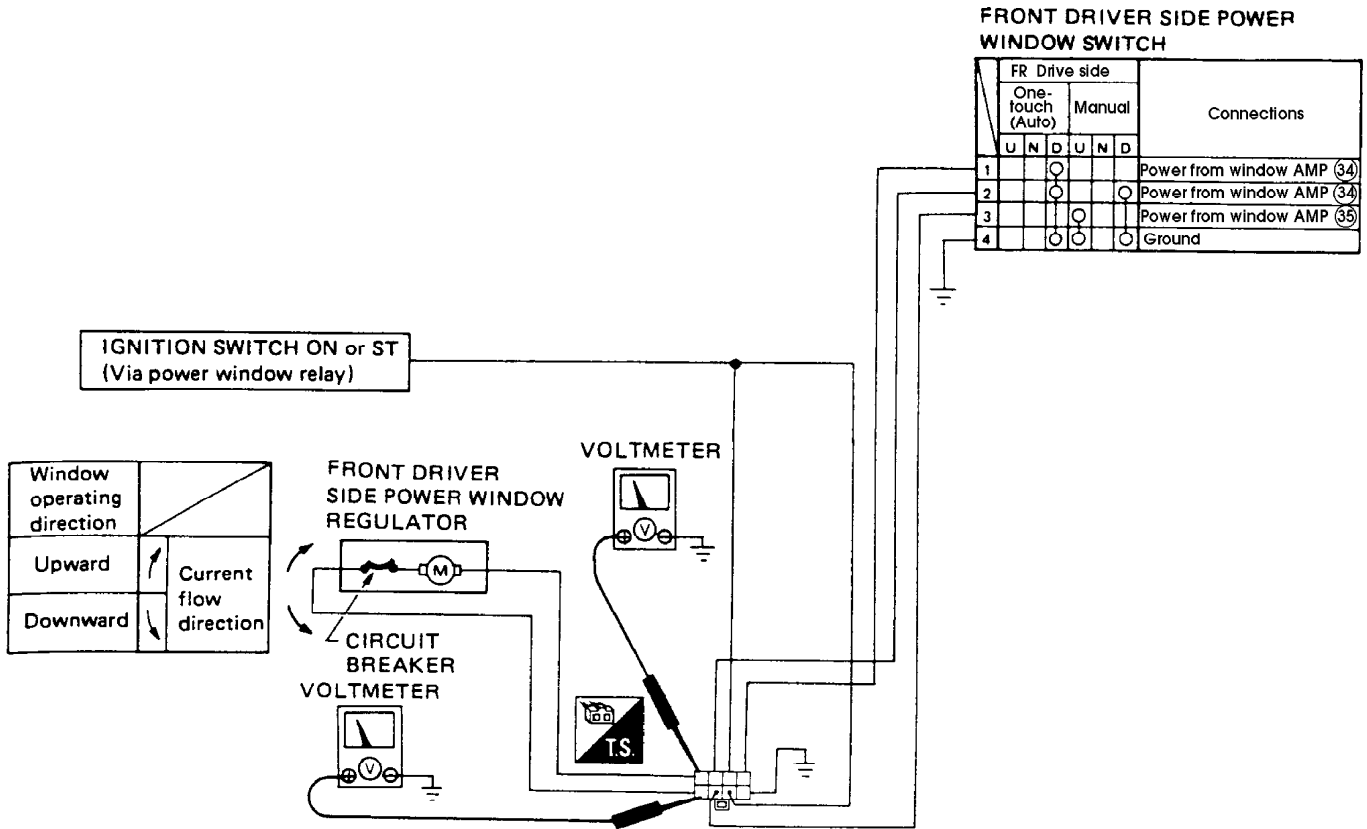 FRONT DRIVER SIDE POWER
WINDOW SWITCH
FR Drive side
One-
touch
(Auto)
Manual
Connections
U N D U N D
1 Power from window AMP 34
2 Power from window AMP 34
3 Power from window AMP 35
4 Ground
IGNITION SWITCH ON or ST
(Via power window relay)
VOLTMETER
V
Window
operating
direction
Upward
Downward
Current
flow
direction
FRONT DRIVER
SIDE POWER WINDOW
REGULATOR
M
CIRCUIT
BREAKER
VOLTMETER
V
T.S.